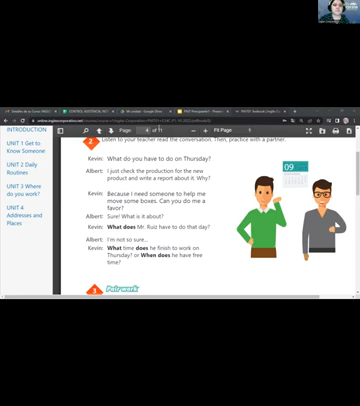 Page: 4
Fit Page
INTRODUCTION
UNIT 1 Get to
Know Someone
UNIT 2 Daily
Routines
UNIT 3 Where
do you work?
UNIT 4
Addresses and
Places
2 Listen to your teacher read the conversation. Then, practice with a partner.
Kevin: What do you have to do on Thursday?
Albert: I just check the production for the new
product and write a report about it. Why?
Kevin: Because I need someone to help me
move some boxes. Can you do me a
favor?
Albert: Sure! What is it about?
Kevin: What does Mr. Ruiz have to do that day?
Albert: I'm not so sure...
Kevin: What time does he finish to work on
Thursday? or When does he have free
time?
09
3 Pair work